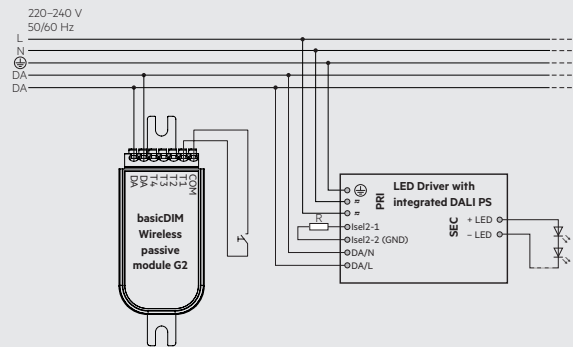 220–240 V
50/60 Hz
L
N
DA
DA
DA
DA
T4
T3
T2
T1
COM
basicDIM
Wireless
passive
module G2
LED Driver with
integrated DALI PS
PRI
SEC
≂
≂
R
Isel2-1
Isel2-2 (GND)
DA/N
DA/L
+ LED
– LED